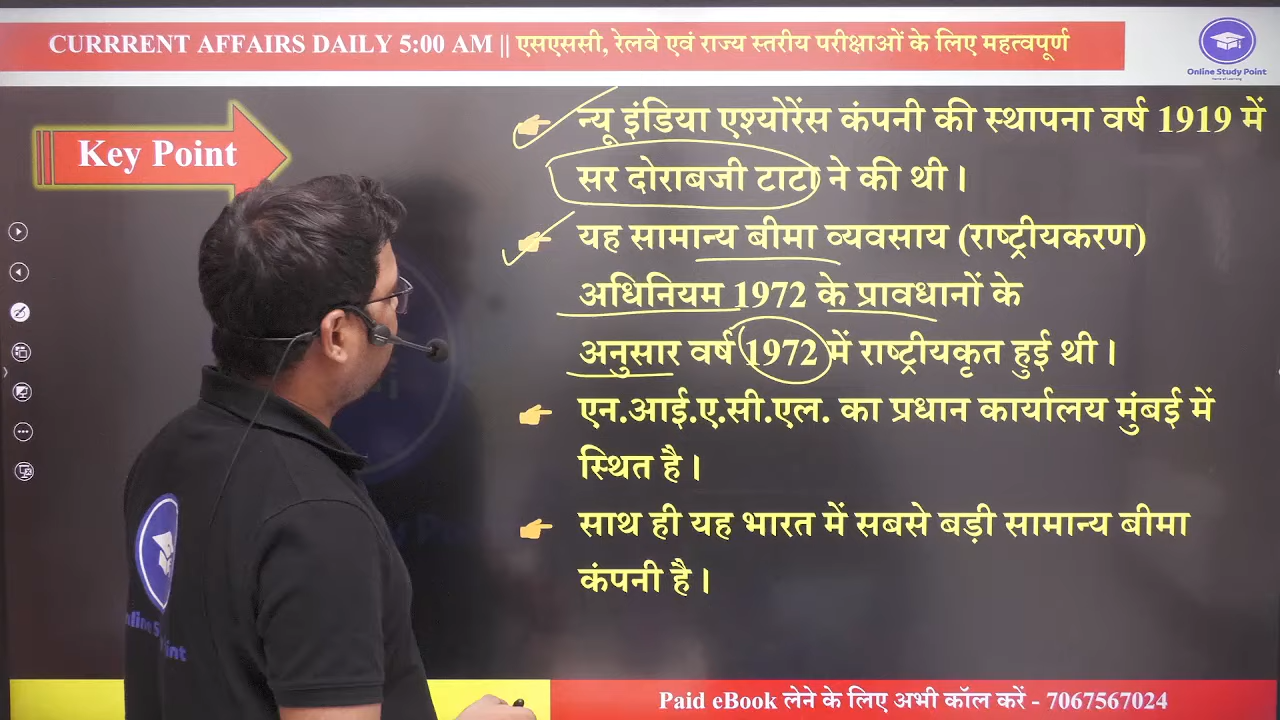 CURRRENT AFFAIRS DAILY 5:00 AM || एसएससी, रेलवे एवं राज्य स्तरीय परीक्षाओं के लिए महत्वपूर्ण
Online Study Point
Key Point
न्यू इंडिया एश्योरेंस कंपनी की स्थापना वर्ष 1919 में
सर दोराबजी टाटा ने की थी।
यह सामान्य बीमा व्यवसाय (राष्ट्रीयकरण)
अधिनियम 1972 के प्रावधानों के
अनुसार वर्ष 1972 में राष्ट्रीयकृत हुई थी।
एन.आई.ए.सी.एल. का प्रधान कार्यालय मुंबई में
स्थित है।
साथ ही यह भारत में सबसे बड़ी सामान्य बीमा
कंपनी है।
Paid eBook लेने के लिए अभी कॉल करें - 7067567024